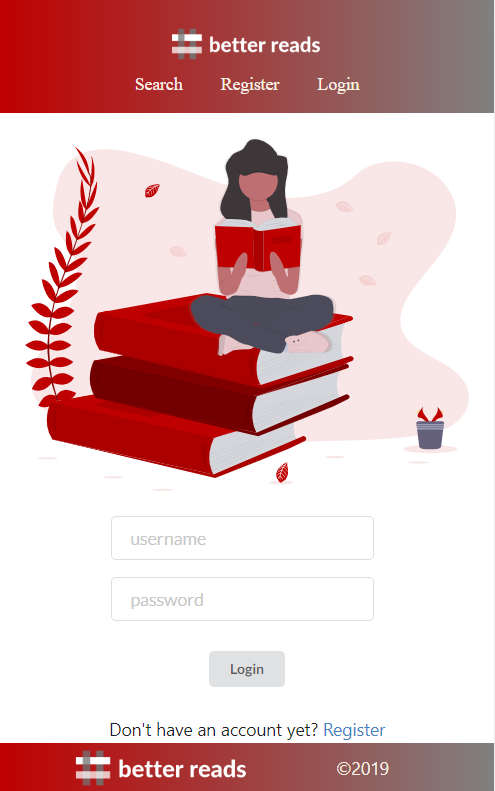 better reads
Search Register Login
username
password
Login
Don't have an account yet? Register
better reads ©2019